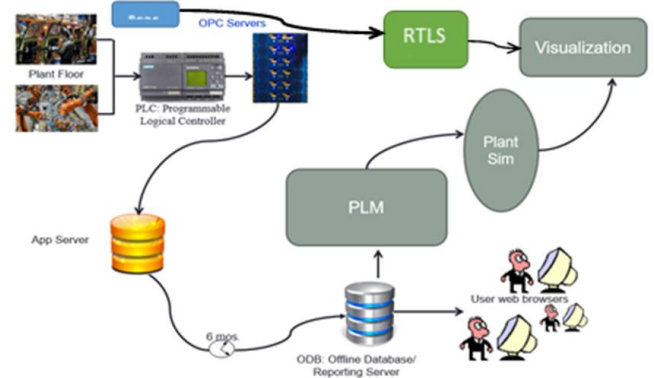 OPC Servers
RTLS
Visualization
Plant Floor
PLC: Programmable
Logical Controller
Plant
Sim
PLM
App Server
User web browsers
6 mos.
ODB: Offline Database/
Reporting Server